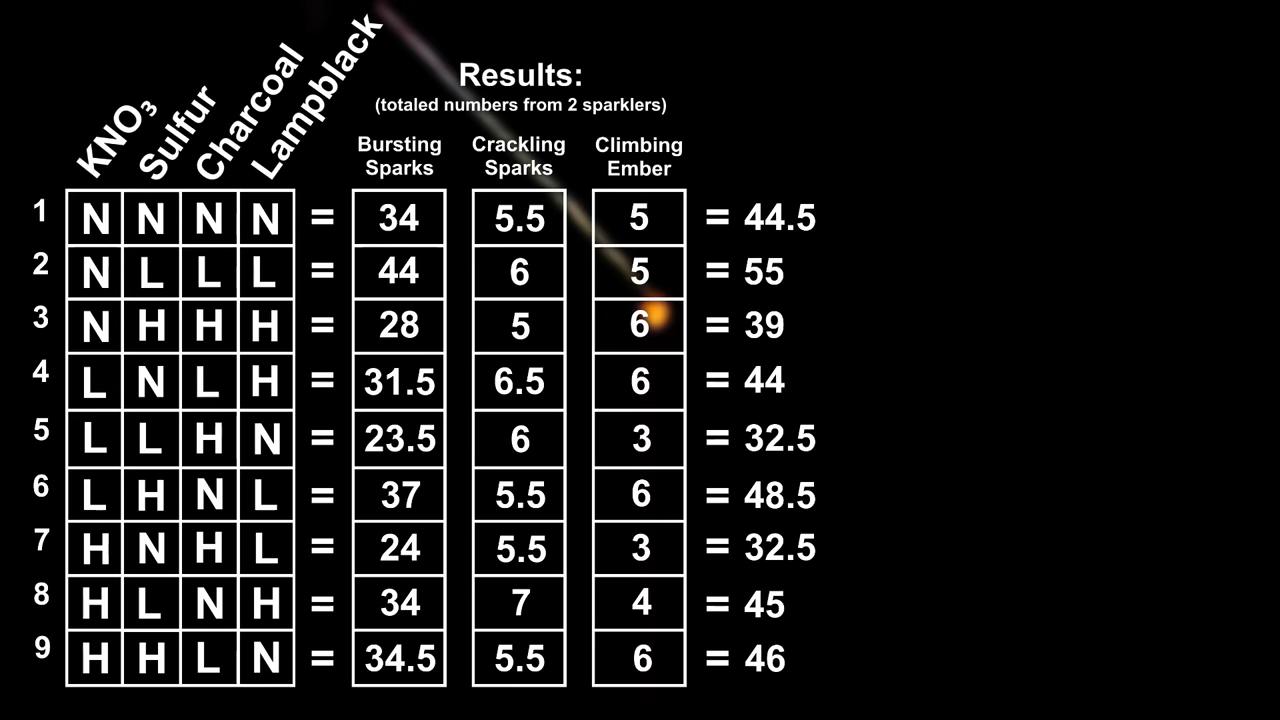 KNO₃ Sulfur Charcoal Lampblack
Results:
(totaled numbers from 2 sparklers)
Bursting Sparks Crackling Sparks Climbing Ember
1 N N N N = 34 5.5 5 = 44.5
2 N L L L = 44 6 5 = 55
3 N H H H = 28 5 6 = 39
4 L N L H = 31.5 6.5 6 = 44
5 L L H N = 23.5 6 3 = 32.5
6 L H N L = 37 5.5 6 = 48.5
7 H N H L = 24 5.5 3 = 32.5
8 H L N H = 34 7 4 = 45
9 H H L N = 34.5 5.5 6 = 46